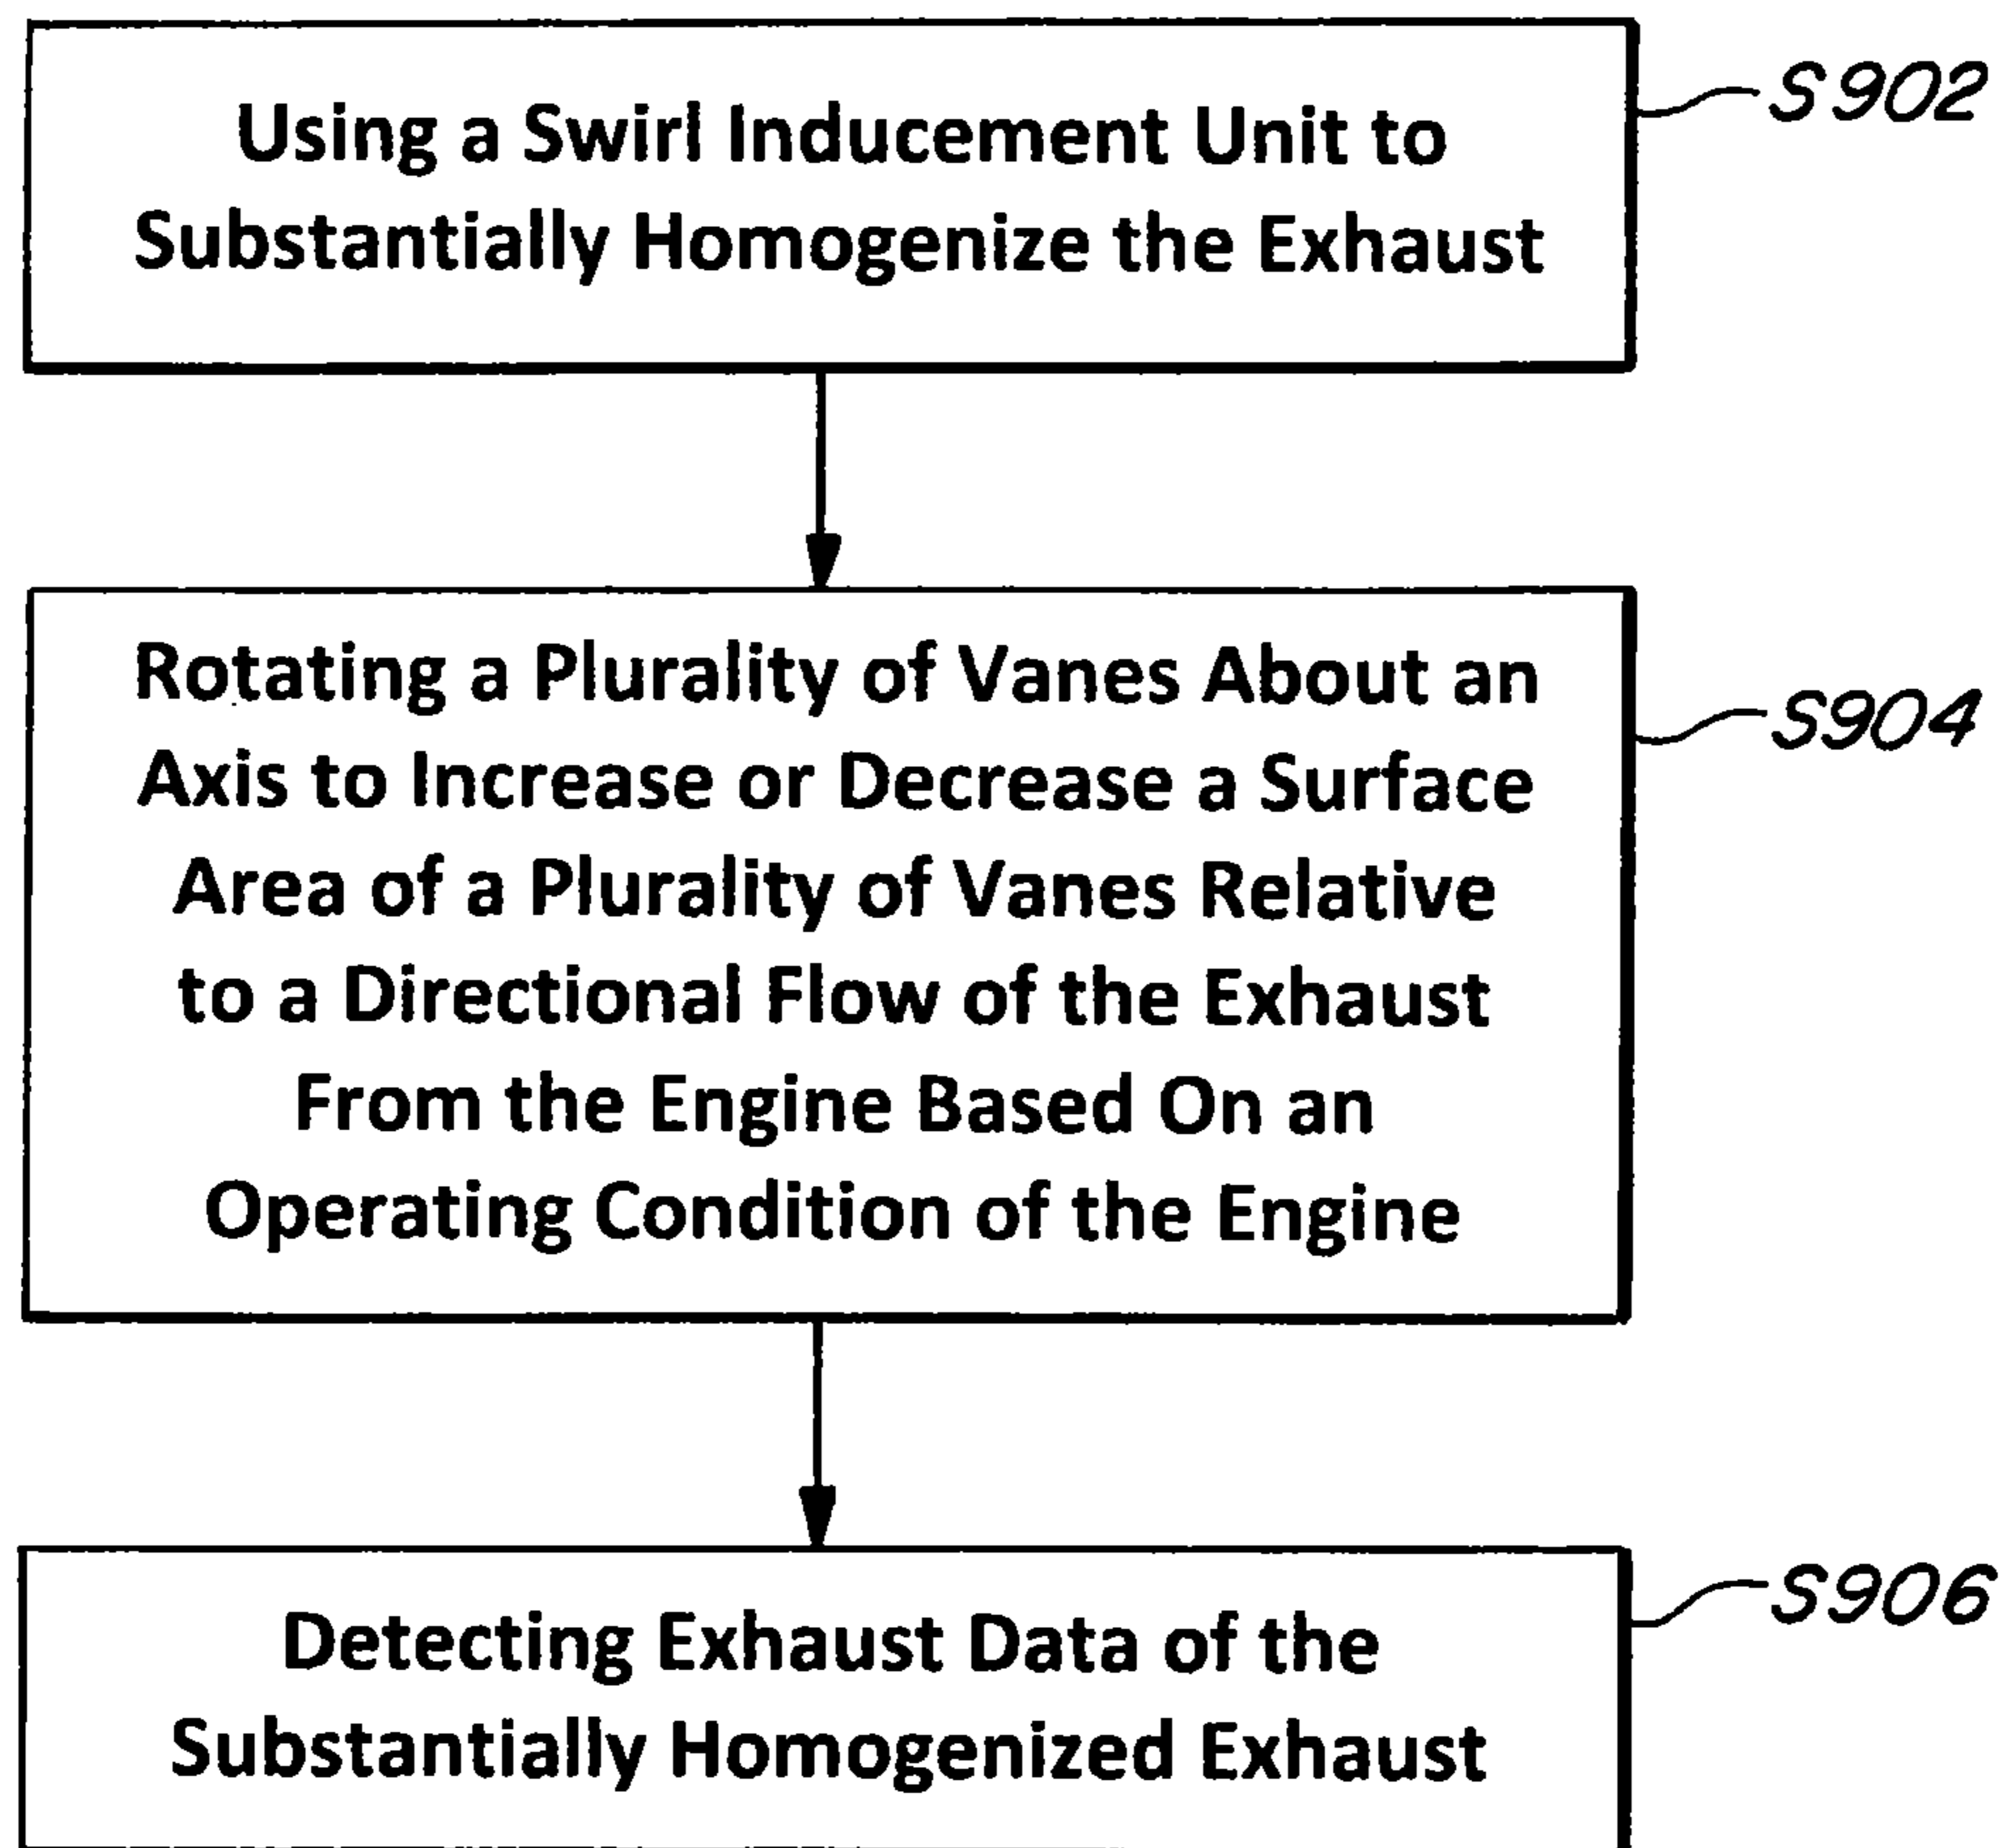 Using a Swirl Inducement Unit to
Substantially Homogenize the Exhaust
S902
Rotating a Plurality of Vanes About an
Axis to Increase or Decrease a Surface
Area of a Plurality of Vanes Relative
to a Directional Flow of the Exhaust
From the Engine Based On an
Operating Condition of the Engine
S904
Detecting Exhaust Data of the
Substantially Homogenized Exhaust
S906